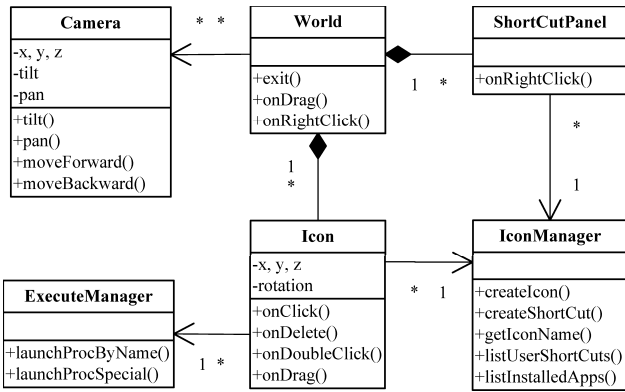 Camera
-x, y, z
-tilt
-pan
+tilt()
+pan()
+moveForward()
+moveBackward()
* *
World
+exit()
+onDrag()
+onRightClick()
1 *
ShortCutPanel
+onRightClick()
*
1
1
*
Icon
-x, y, z
-rotation
+onClick()
+onDelete()
+onDoubleClick()
+onDrag()
* 1
IconManager
+createIcon()
+createShortCut()
+getIconName()
+listUserShortCuts()
+listInstalledApps()
ExecuteManager
+launchProcByName()
+launchProcSpecial()
1 *